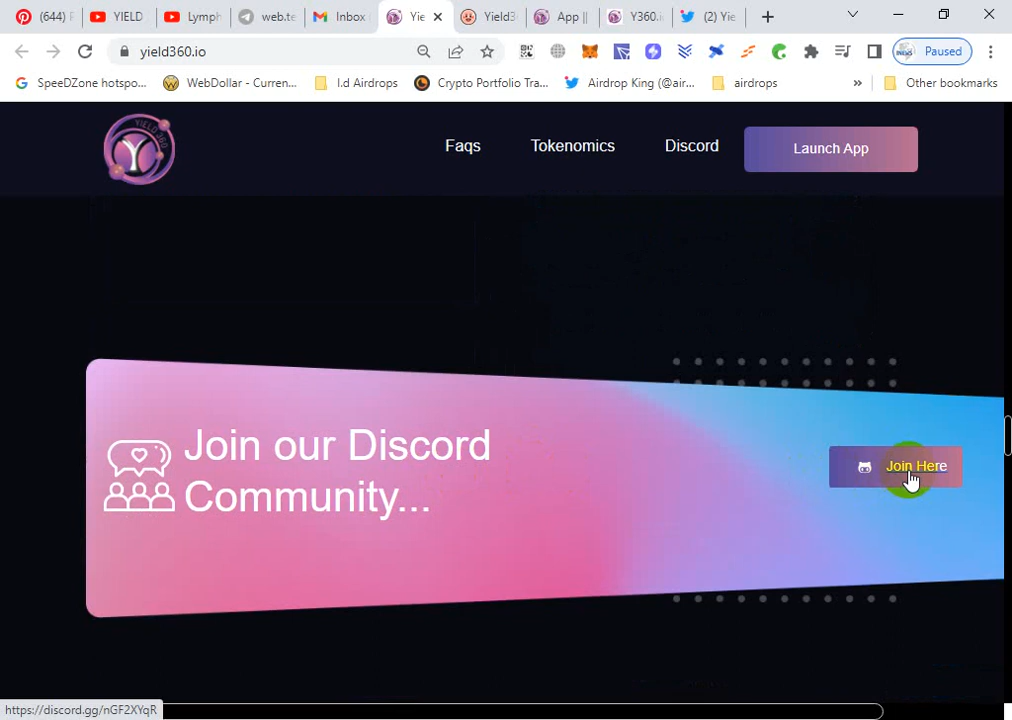 (644)
YIELD
Lymph
web.te
Inbox
Yie
Yield3
App ||
Y360.i
(2) Yie
yield360.io
Paused
SpeeDZone hotspo...
WebDollar - Curren...
l.d Airdrops
Crypto Portfolio Tra...
Airdrop King (@air...
airdrops
»
Other bookmarks
YIELD 360
Y
Faqs
Tokenomics
Discord
Launch App
Join our Discord
Community...
Join Here
https://discord.gg/nGF2XYqR